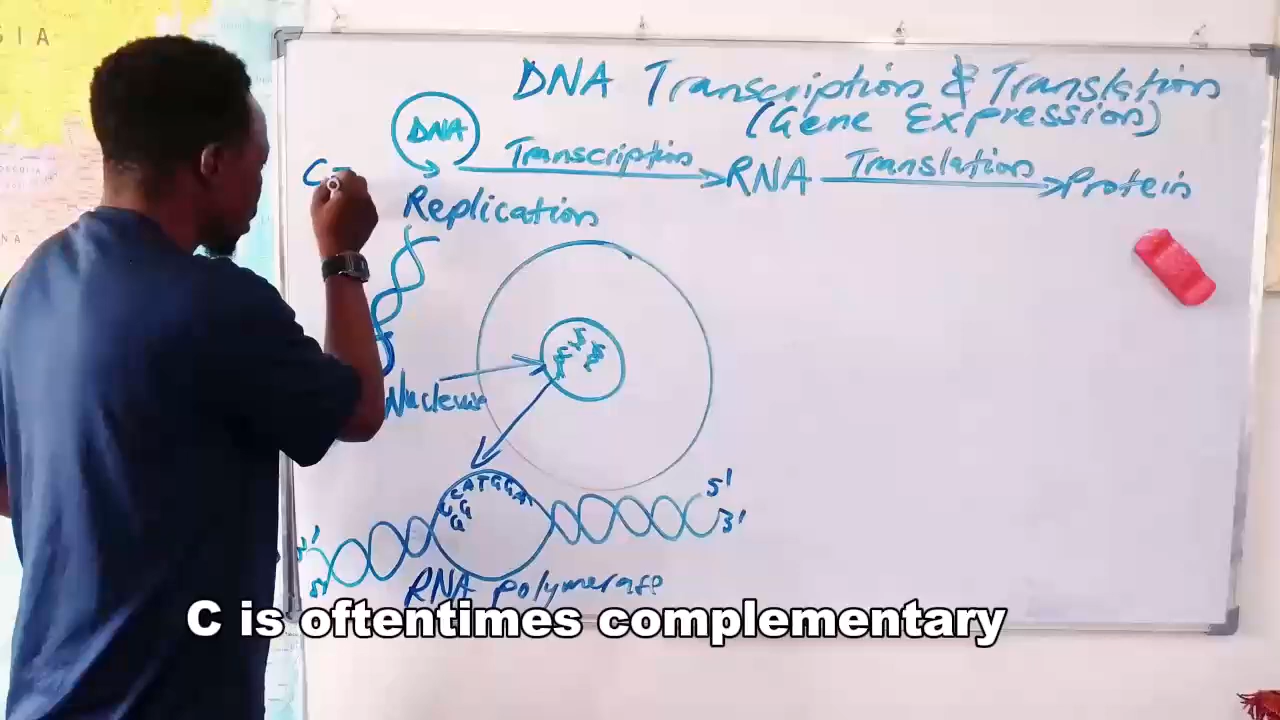 DNA Transcription & Translation
(Gene Expression)
DNA
Transcription
RNA
Translation
Protein
C
Replication
Nucleus
CATGGA
G
G
5'
3'
RNA polymerase
C is oftentimes complementary